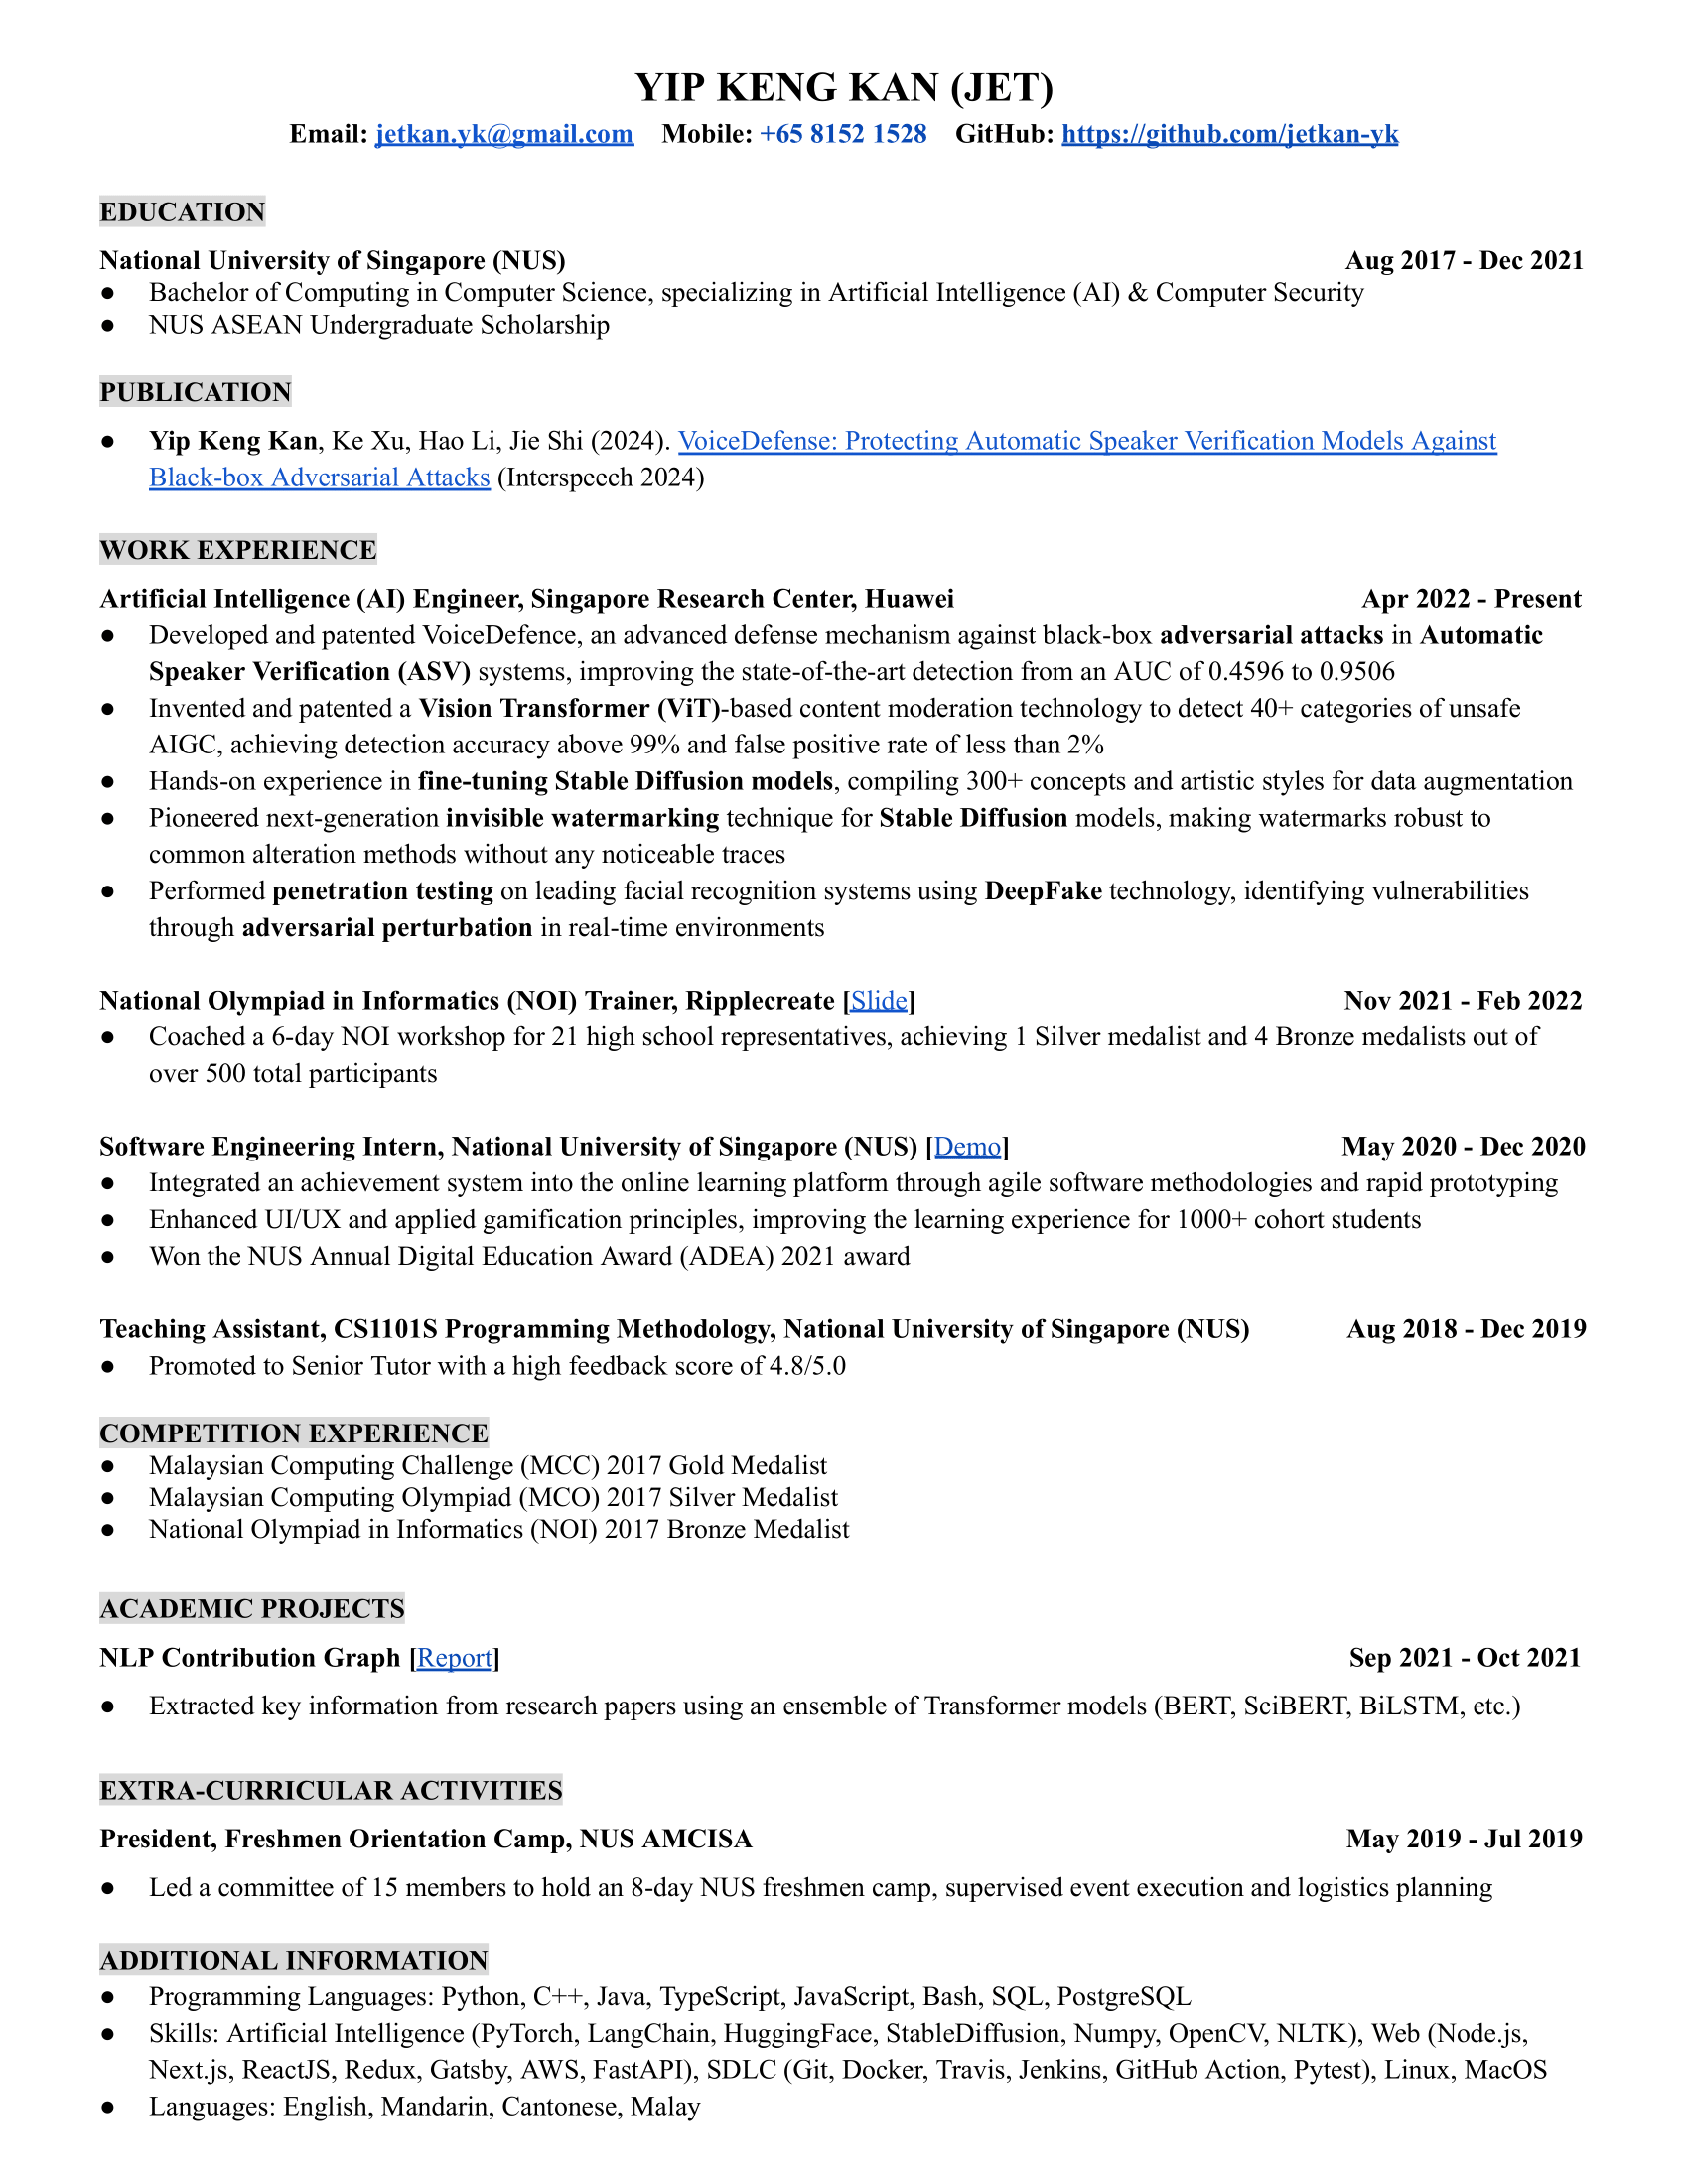 YIP KENG KAN (JET)
Email: jetkan.yk@gmail.com Mobile: +65 8152 1528 GitHub: https://github.com/jetkan-yk
EDUCATION
National University of Singapore (NUS) Aug 2017 - Dec 2021
● Bachelor of Computing in Computer Science, specializing in Artificial Intelligence (AI) & Computer Security
● NUS ASEAN Undergraduate Scholarship
PUBLICATION
● Yip Keng Kan, Ke Xu, Hao Li, Jie Shi (2024). VoiceDefense: Protecting Automatic Speaker Verification Models Against
Black-box Adversarial Attacks (Interspeech 2024)
WORK EXPERIENCE
Artificial Intelligence (AI) Engineer, Singapore Research Center, Huawei Apr 2022 - Present
● Developed and patented VoiceDefence, an advanced defense mechanism against black-box adversarial attacks in Automatic
Speaker Verification (ASV) systems, improving the state-of-the-art detection from an AUC of 0.4596 to 0.9506
● Invented and patented a Vision Transformer (ViT)-based content moderation technology to detect 40+ categories of unsafe
AIGC, achieving detection accuracy above 99% and false positive rate of less than 2%
● Hands-on experience in fine-tuning Stable Diffusion models, compiling 300+ concepts and artistic styles for data augmentation
● Pioneered next-generation invisible watermarking technique for Stable Diffusion models, making watermarks robust to
common alteration methods without any noticeable traces
● Performed penetration testing on leading facial recognition systems using DeepFake technology, identifying vulnerabilities
through adversarial perturbation in real-time environments
National Olympiad in Informatics (NOI) Trainer, Ripplecreate [Slide] Nov 2021 - Feb 2022
● Coached a 6-day NOI workshop for 21 high school representatives, achieving 1 Silver medalist and 4 Bronze medalists out of
over 500 total participants
Software Engineering Intern, National University of Singapore (NUS) [Demo] May 2020 - Dec 2020
● Integrated an achievement system into the online learning platform through agile software methodologies and rapid prototyping
● Enhanced UI/UX and applied gamification principles, improving the learning experience for 1000+ cohort students
● Won the NUS Annual Digital Education Award (ADEA) 2021 award
Teaching Assistant, CS1101S Programming Methodology, National University of Singapore (NUS) Aug 2018 - Dec 2019
● Promoted to Senior Tutor with a high feedback score of 4.8/5.0
COMPETITION EXPERIENCE
● Malaysian Computing Challenge (MCC) 2017 Gold Medalist
● Malaysian Computing Olympiad (MCO) 2017 Silver Medalist
● National Olympiad in Informatics (NOI) 2017 Bronze Medalist
ACADEMIC PROJECTS
NLP Contribution Graph [Report] Sep 2021 - Oct 2021
● Extracted key information from research papers using an ensemble of Transformer models (BERT, SciBERT, BiLSTM, etc.)
EXTRA-CURRICULAR ACTIVITIES
President, Freshmen Orientation Camp, NUS AMCISA May 2019 - Jul 2019
● Led a committee of 15 members to hold an 8-day NUS freshmen camp, supervised event execution and logistics planning
ADDITIONAL INFORMATION
● Programming Languages: Python, C++, Java, TypeScript, JavaScript, Bash, SQL, PostgreSQL
● Skills: Artificial Intelligence (PyTorch, LangChain, HuggingFace, StableDiffusion, Numpy, OpenCV, NLTK), Web (Node.js,
Next.js, ReactJS, Redux, Gatsby, AWS, FastAPI), SDLC (Git, Docker, Travis, Jenkins, GitHub Action, Pytest), Linux, MacOS
● Languages: English, Mandarin, Cantonese, Malay